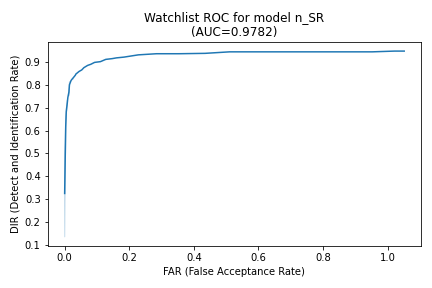 Watchlist ROC for model n_SR
(AUC=0.9782)
DIR (Detect and Identification Rate)
0.9
0.8
0.7
0.6
0.5
0.4
0.3
0.2
0.1
0.0 0.2 0.4 0.6 0.8 1.0
FAR (False Acceptance Rate)